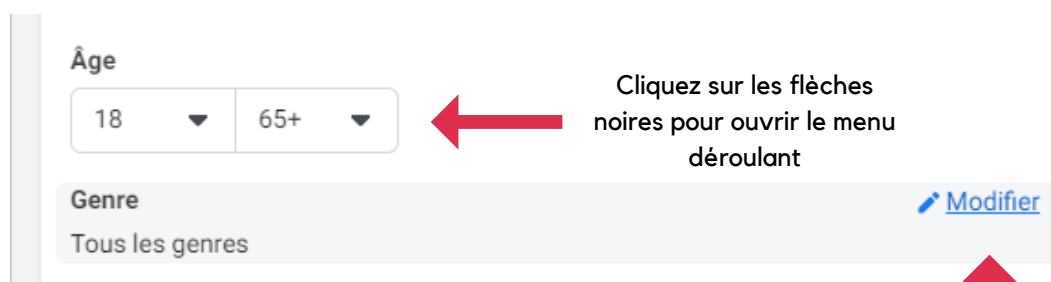 Âge
18 65+
Cliquez sur les flèches
noires pour ouvrir le menu
déroulant
Genre Modifier
Tous les genres